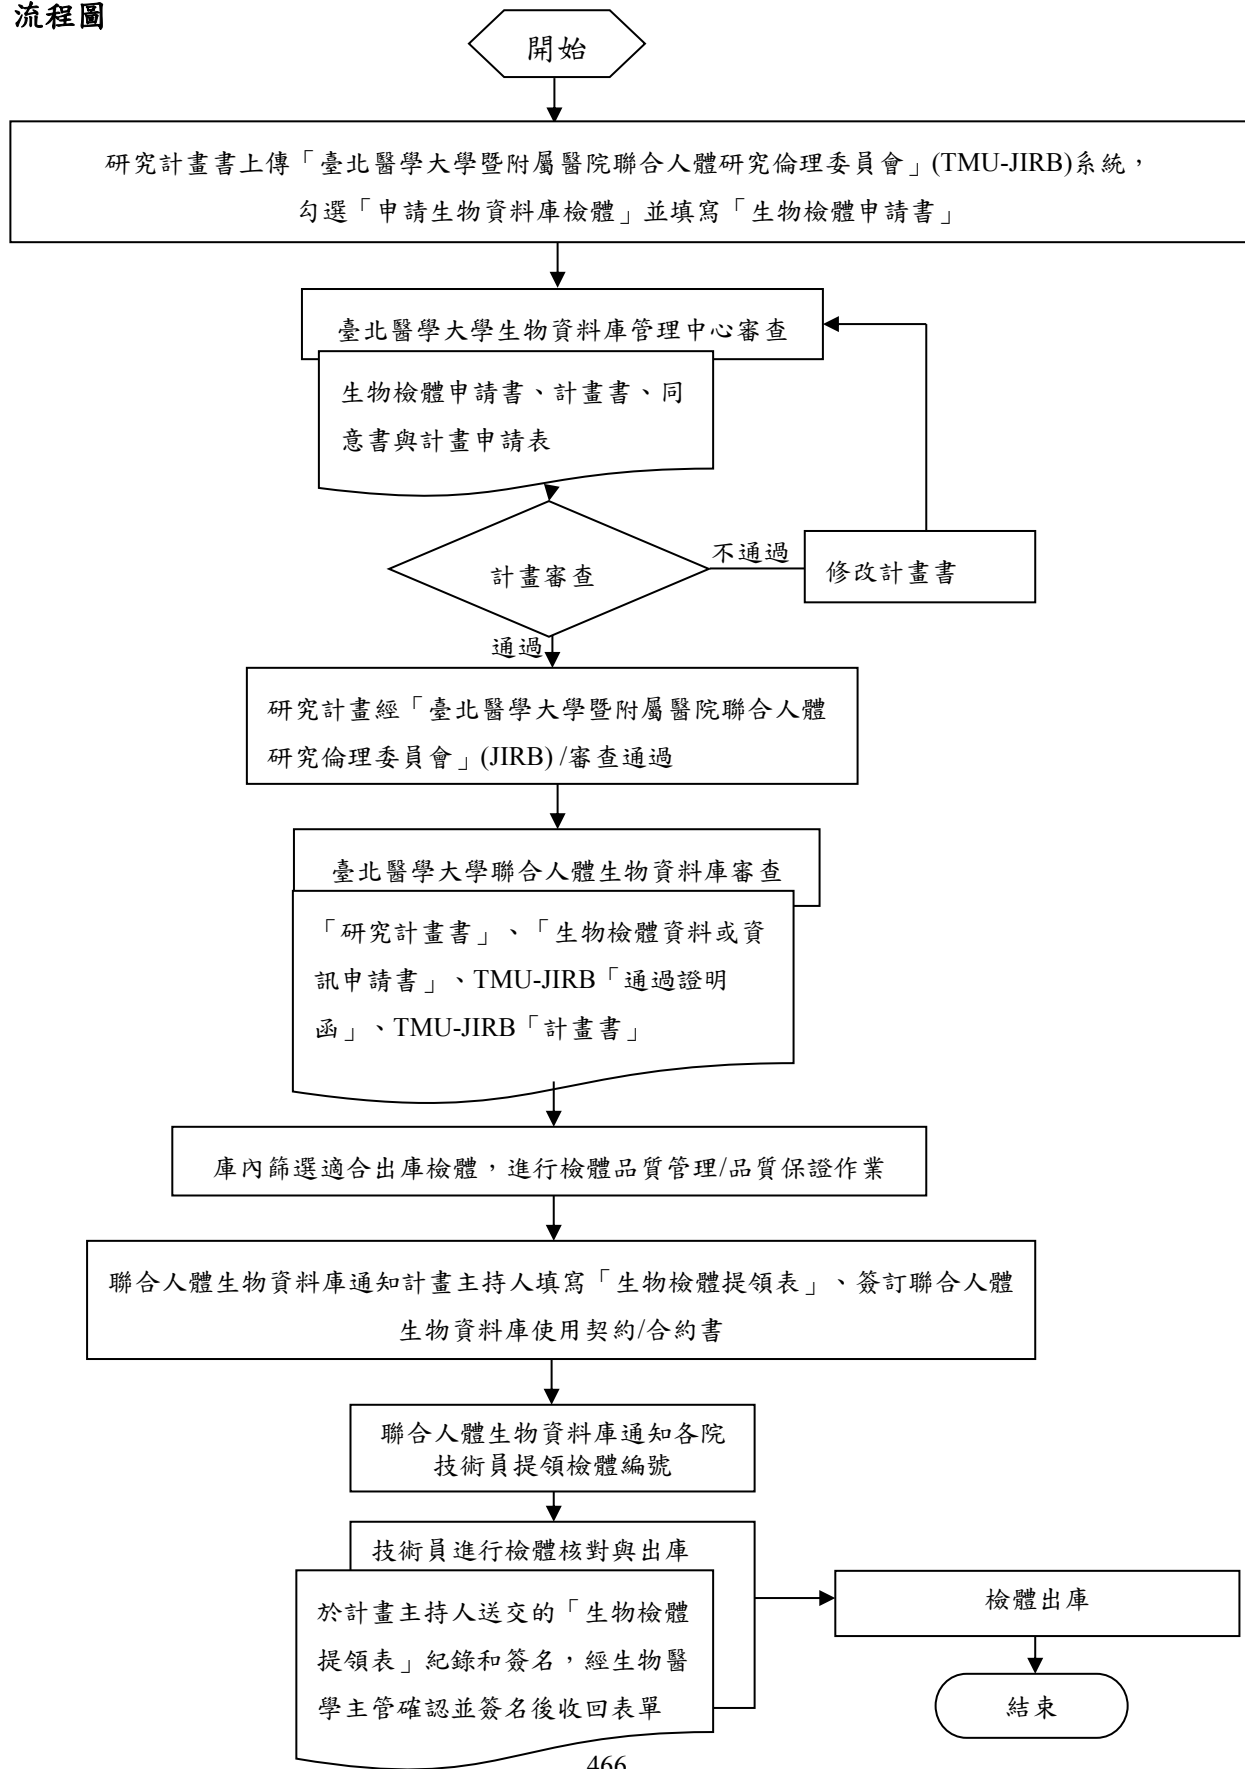 流程圖
開始
研究計畫書上傳「臺北醫學大學暨附屬醫院聯合人體研究倫理委員會」(TMU-JIRB)系統，
勾選「申請生物資料庫檢體」並填寫「生物檢體申請書」
臺北醫學大學生物資料庫管理中心審查
生物檢體申請書、計畫書、同
意書與計畫申請表
計畫審查
不通過
修改計畫書
通過
研究計畫經「臺北醫學大學暨附屬醫院聯合人體
研究倫理委員會」(JIRB) /審查通過
臺北醫學大學聯合人體生物資料庫審查
「研究計畫書」、「生物檢體資料或資
訊申請書」、TMU-JIRB「通過證明
函」、TMU-JIRB「計畫書」
庫內篩選適合出庫檢體，進行檢體品質管理/品質保證作業
聯合人體生物資料庫通知計畫主持人填寫「生物檢體提領表」、簽訂聯合人體
生物資料庫使用契約/合約書
聯合人體生物資料庫通知各院
技術員提領檢體編號
技術員進行檢體核對與出庫
於計畫主持人送交的「生物檢體
提領表」紀錄和簽名，經生物醫
學主管確認並簽名後收回表單
檢體出庫
結束
466